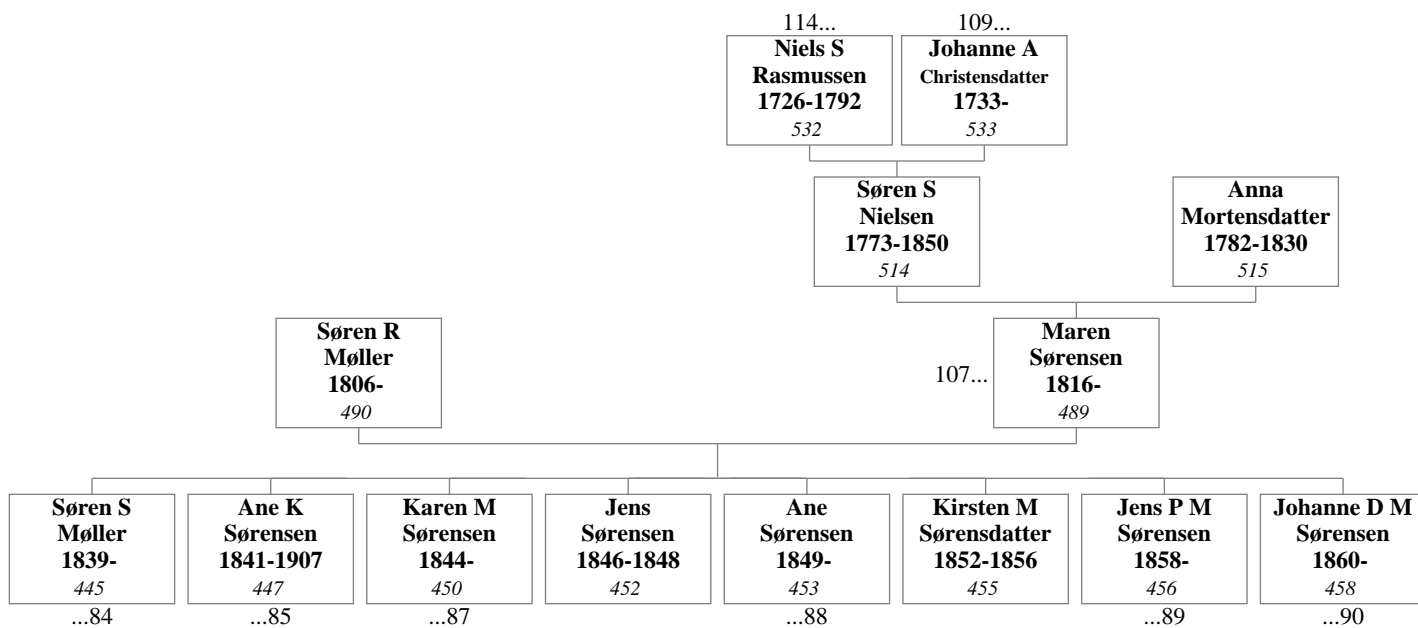 114...
109...
Niels S
Rasmussen
1726-1792
532
Johanne A
Christensdatter
1733-
533
Søren S
Nielsen
1773-1850
514
Anna
Mortensdatter
1782-1830
515
Søren R
Møller
1806-
490
107...
Maren
Sørensen
1816-
489
Søren S
Møller
1839-
445
...84
Ane K
Sørensen
1841-1907
447
...85
Karen M
Sørensen
1844-
450
...87
Jens
Sørensen
1846-1848
452
Ane
Sørensen
1849-
453
...88
Kirsten M
Sørensdatter
1852-1856
455
Jens P M
Sørensen
1858-
456
...89
Johanne D M
Sørensen
1860-
458
...90